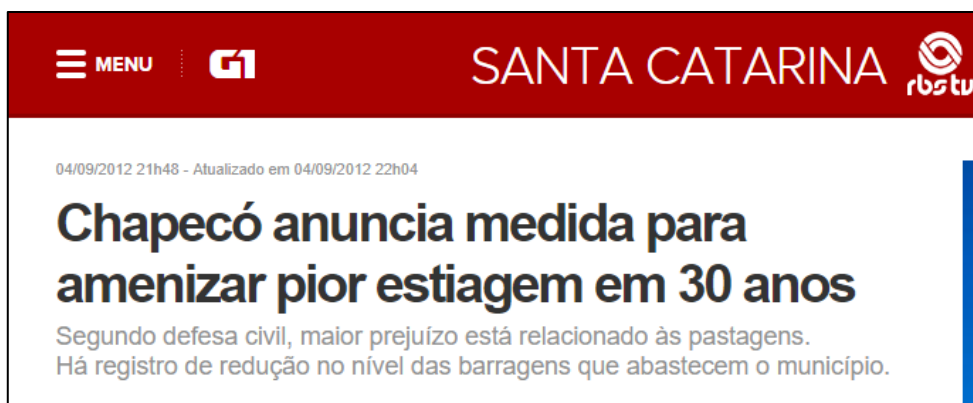 MENU G1 SANTA CATARINA rbs tv
04/09/2012 21h48 - Atualizado em 04/09/2012 22h04
Chapecó anuncia medida para
amenizar pior estiagem em 30 anos
Segundo defesa civil, maior prejuízo está relacionado às pastagens.
Há registro de redução no nível das barragens que abastecem o município.